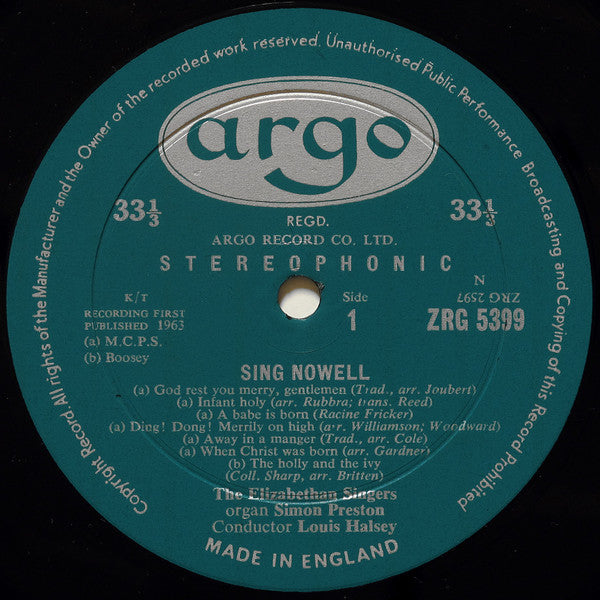 Copyright Record All rights of the Manufacturer and the Owner of the recorded work reserved. Unauthorised Public Performance Broadcasting and Copying of this Record Prohibited
argo
33⅓
33⅓
REGD.
ARGO RECORD CO. LTD.
STEREOPHONIC
K/T
RECORDING FIRST
PUBLISHED 1963
(a) M.C.P.S.
(b) Boosey
Side
1
N
ZRG 2597
ZRG 5399
SING NOWELL
(a) God rest you merry, gentlemen (Trad., arr. Joubert)
(a) Infant holy (arr. Rubbra; trans. Reed)
(a) A babe is born (Racine Fricker)
(a) Ding! Dong! Merrily on high (arr. Williamson; Woodward)
(a) Away in a manger (Trad., arr. Cole)
(a) When Christ was born (arr. Gardner)
(b) The holly and the ivy
(Coll. Sharp, arr. Britten)
The Elizabethan Singers
organ Simon Preston
Conductor Louis Halsey
MADE IN ENGLAND